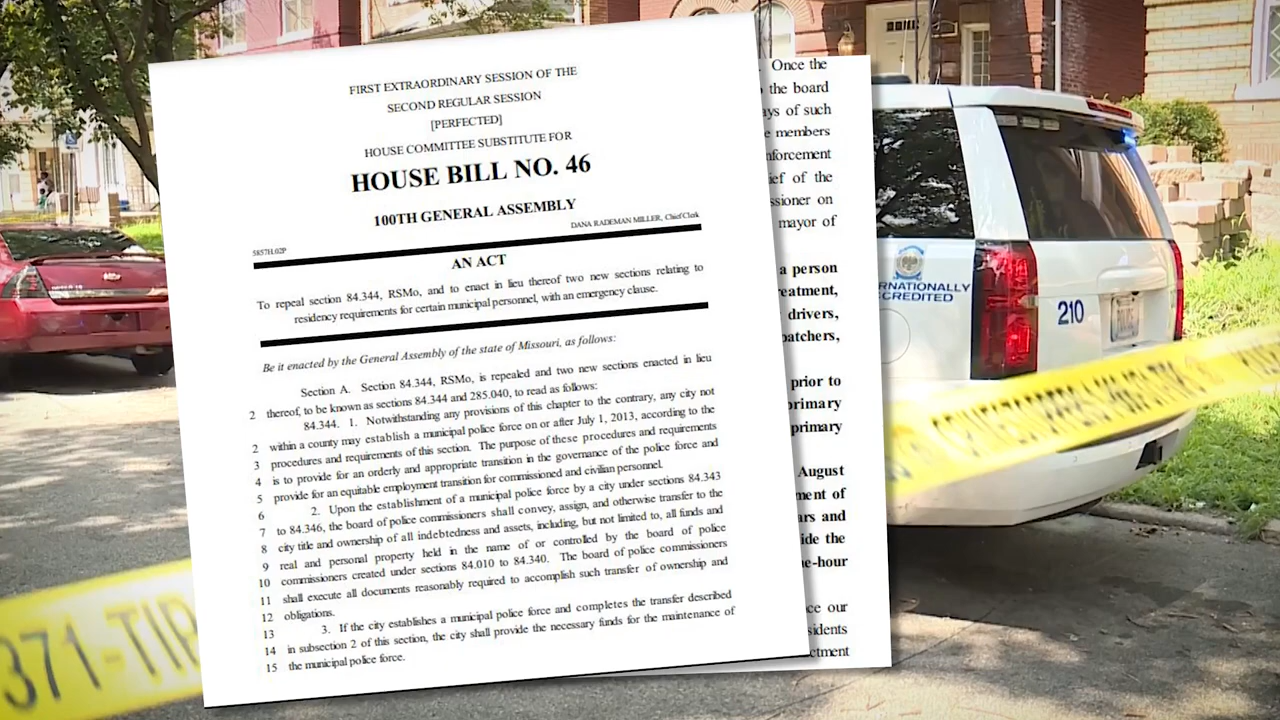 FIRST EXTRAORDINARY SESSION OF THE
SECOND REGULAR SESSION
[PERFECTED]
HOUSE COMMITTEE SUBSTITUTE FOR
HOUSE BILL NO. 46
100TH GENERAL ASSEMBLY
5857H.02P
DANA RADEMAN MILLER, Chief Clerk
AN ACT
To repeal section 84.344, RSMo, and to enact in lieu thereof two new sections relating to
residency requirements for certain municipal personnel, with an emergency clause.
Be it enacted by the General Assembly of the state of Missouri, as follows:
Section A. Section 84.344, RSMo, is repealed and two new sections enacted in lieu
2 thereof, to be known as sections 84.344 and 285.040, to read as follows:
84.344. 1. Notwithstanding any provisions of this chapter to the contrary, any city not
2 within a county may establish a municipal police force on or after July 1, 2013, according to the
3 procedures and requirements of this section. The purpose of these procedures and requirements
4 is to provide for an orderly and appropriate transition in the governance of the police force and
5 provide for an equitable employment transition for commissioned and civilian personnel.
6 2. Upon the establishment of a municipal police force by a city under sections 84.343
7 to 84.346, the board of police commissioners shall convey, assign, and otherwise transfer to the
8 city title and ownership of all indebtedness and assets, including, but not limited to, all funds and
9 real and personal property held in the name of or controlled by the board of police
10 commissioners created under sections 84.010 to 84.340. The board of police commissioners
11 shall execute all documents reasonably required to accomplish such transfer of ownership and
12 obligations.
13 3. If the city establishes a municipal police force and completes the transfer described
14 in subsection 2 of this section, the city shall provide the necessary funds for the maintenance of
15 the municipal police force.
. Once the
the board
ays of such
members
nforcement
ief of the
ssioner on
mayor of
a person
eatment,
drivers,
patchers,
prior to
primary
primary
August
ment of
ars and
ide the
e-hour
ce our
sidents
ctment
RNATIONALLY
CREDITED
210
371-TIP